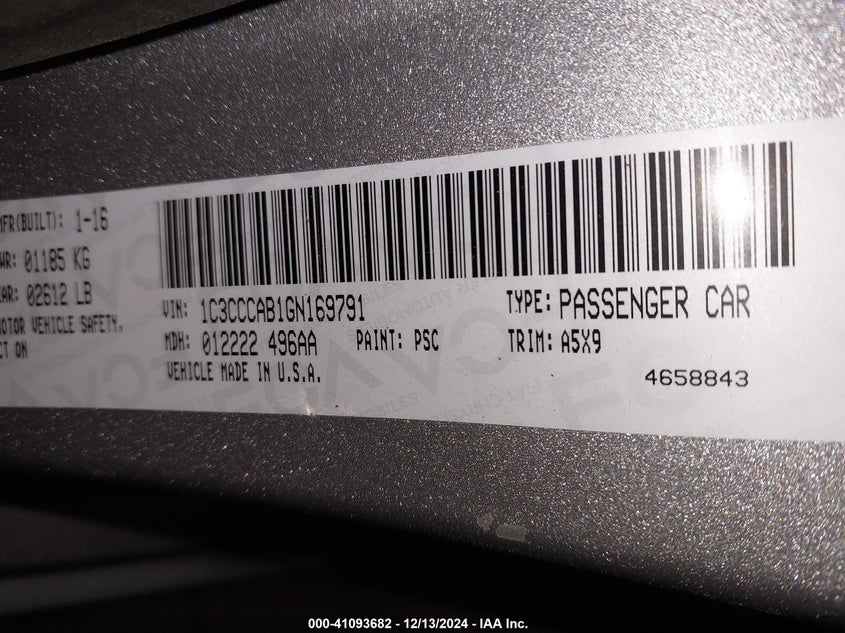 MFR(BUILT): 1-16
WR: 01185 KG
AR: 02612 LB
MOTOR VEHICLE SAFETY,
CT ON
VIN: 1C3CCCAB1GN169791
TYPE: PASSENGER CAR
MDH: 012222 496AA PAINT: PSC TRIM: A5X9
VEHICLE MADE IN U.S.A.
4658843
000-41093682 - 12/13/2024 - IAA Inc.